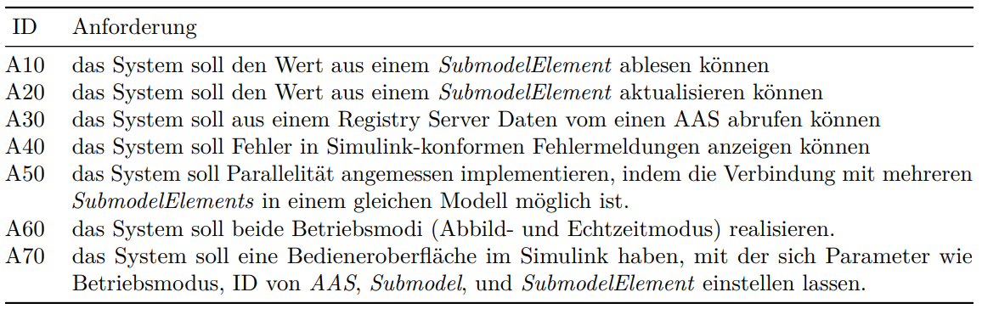 ID Anforderung
A10 das System soll den Wert aus einem SubmodelElement ablesen können
A20 das System soll den Wert aus einem SubmodelElement aktualisieren können
A30 das System soll aus einem Registry Server Daten vom einen AAS abrufen können
A40 das System soll Fehler in Simulink-konformen Fehlermeldungen anzeigen können
A50 das System soll Parallelität angemessen implementieren, indem die Verbindung mit mehreren
SubmodelElements in einem gleichen Modell möglich ist.
A60 das System soll beide Betriebsmodi (Abbild- und Echtzeitmodus) realisieren.
A70 das System soll eine Bedieneroberfläche im Simulink haben, mit der sich Parameter wie
Betriebsmodus, ID von AAS, Submodel, und SubmodelElement einstellen lassen.